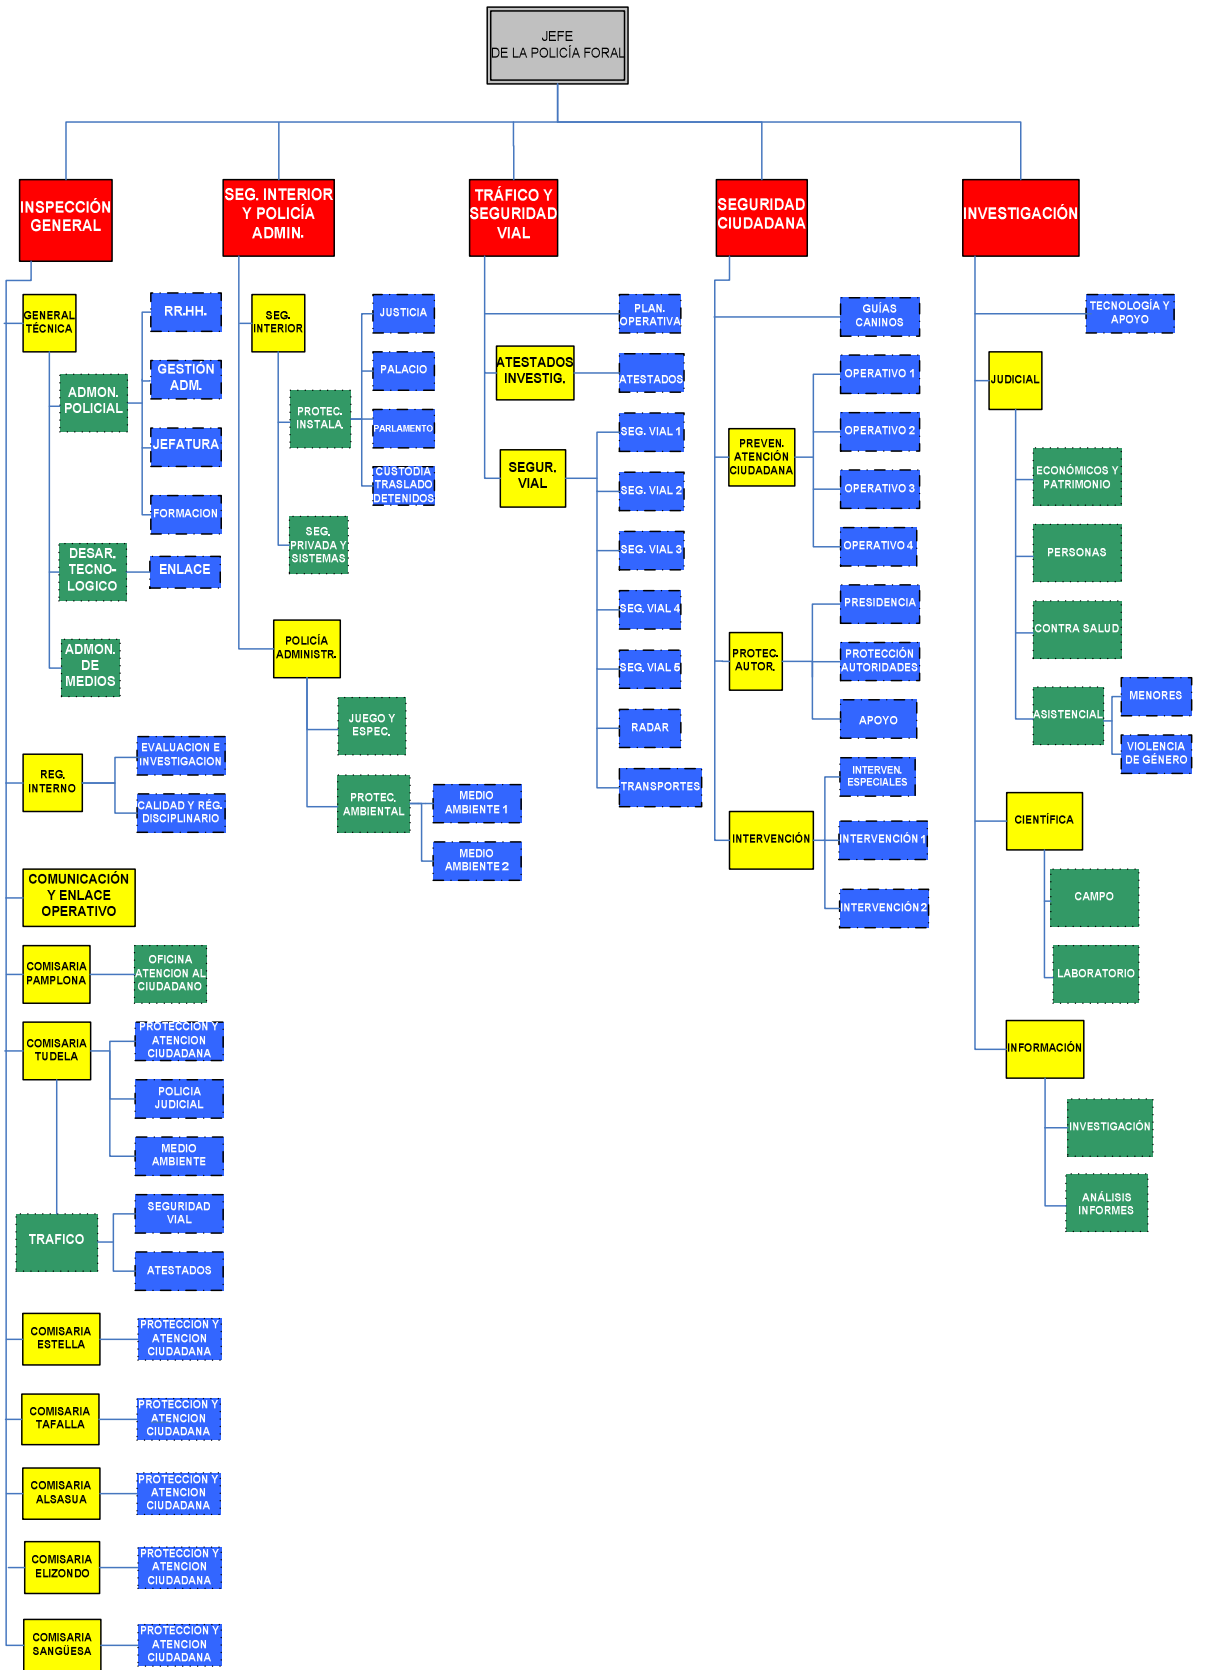 JEFE
DE LA POLICÍA FORAL
INSPECCIÓN
GENERAL
SEG. INTERIOR
Y POLICÍA
ADMIN.
TRÁFICO Y
SEGURIDAD
VIAL
SEGURIDAD
CIUDADANA
INVESTIGACIÓN
GENERAL
TÉCNICA
ADMON.
POLICIAL
RR.HH.
GESTIÓN
ADM.
JEFATURA
FORMACION
DESAR.
TECNO-
LOGICO
ENLACE
ADMON.
DE
MEDIOS
REG.
INTERNO
EVALUACION E
INVESTIGACION
CALIDAD Y RÉG.
DISCIPLINARIO
COMUNICACIÓN
Y ENLACE
OPERATIVO
COMISARIA
PAMPLONA
OFICINA
ATENCION AL
CIUDADANO
COMISARIA
TUDELA
PROTECCION Y
ATENCION
CIUDADANA
POLICIA
JUDICIAL
MEDIO
AMBIENTE
TRAFICO
SEGURIDAD
VIAL
ATESTADOS
COMISARIA
ESTELLA
PROTECCION Y
ATENCION
CIUDADANA
COMISARIA
TAFALLA
PROTECCION Y
ATENCION
CIUDADANA
COMISARIA
ALSASUA
PROTECCION Y
ATENCION
CIUDADANA
COMISARIA
ELIZONDO
PROTECCION Y
ATENCION
CIUDADANA
COMISARIA
SANGÜESA
PROTECCION Y
ATENCION
CIUDADANA
SEG.
INTERIOR
PROTEC.
INSTALA.
JUSTICIA
PALACIO
PARLAMENTO
CUSTODIA
TRASLADO
DETENIDOS
SEG.
PRIVADA Y
SISTEMAS
POLICÍA
ADMINISTR.
JUEGO Y
ESPEC.
PROTEC.
AMBIENTAL
MEDIO
AMBIENTE 1
MEDIO
AMBIENTE 2
PLAN.
OPERATIVA
ATESTADOS
INVESTIG.
ATESTADOS
SEGUR.
VIAL
SEG. VIAL 1
SEG. VIAL 2
SEG. VIAL 3
SEG. VIAL 4
SEG. VIAL 5
RADAR
TRANSPORTES
GUÍAS
CANINOS
PREVEN.
ATENCIÓN
CIUDADANA
OPERATIVO 1
OPERATIVO 2
OPERATIVO 3
OPERATIVO 4
PROTEC.
AUTOR.
PRESIDENCIA
PROTECCIÓN
AUTORIDADES
APOYO
INTERVENCIÓN
INTERVEN.
ESPECIALES
INTERVENCIÓN 1
INTERVENCIÓN 2
TECNOLOGÍA Y
APOYO
JUDICIAL
ECONÓMICOS Y
PATRIMONIO
PERSONAS
CONTRA SALUD
ASISTENCIAL
MENORES
VIOLENCIA
DE GÉNERO
CIENTÍFICA
CAMPO
LABORATORIO
INFORMACIÓN
INVESTIGACIÓN
ANÁLISIS
INFORMES